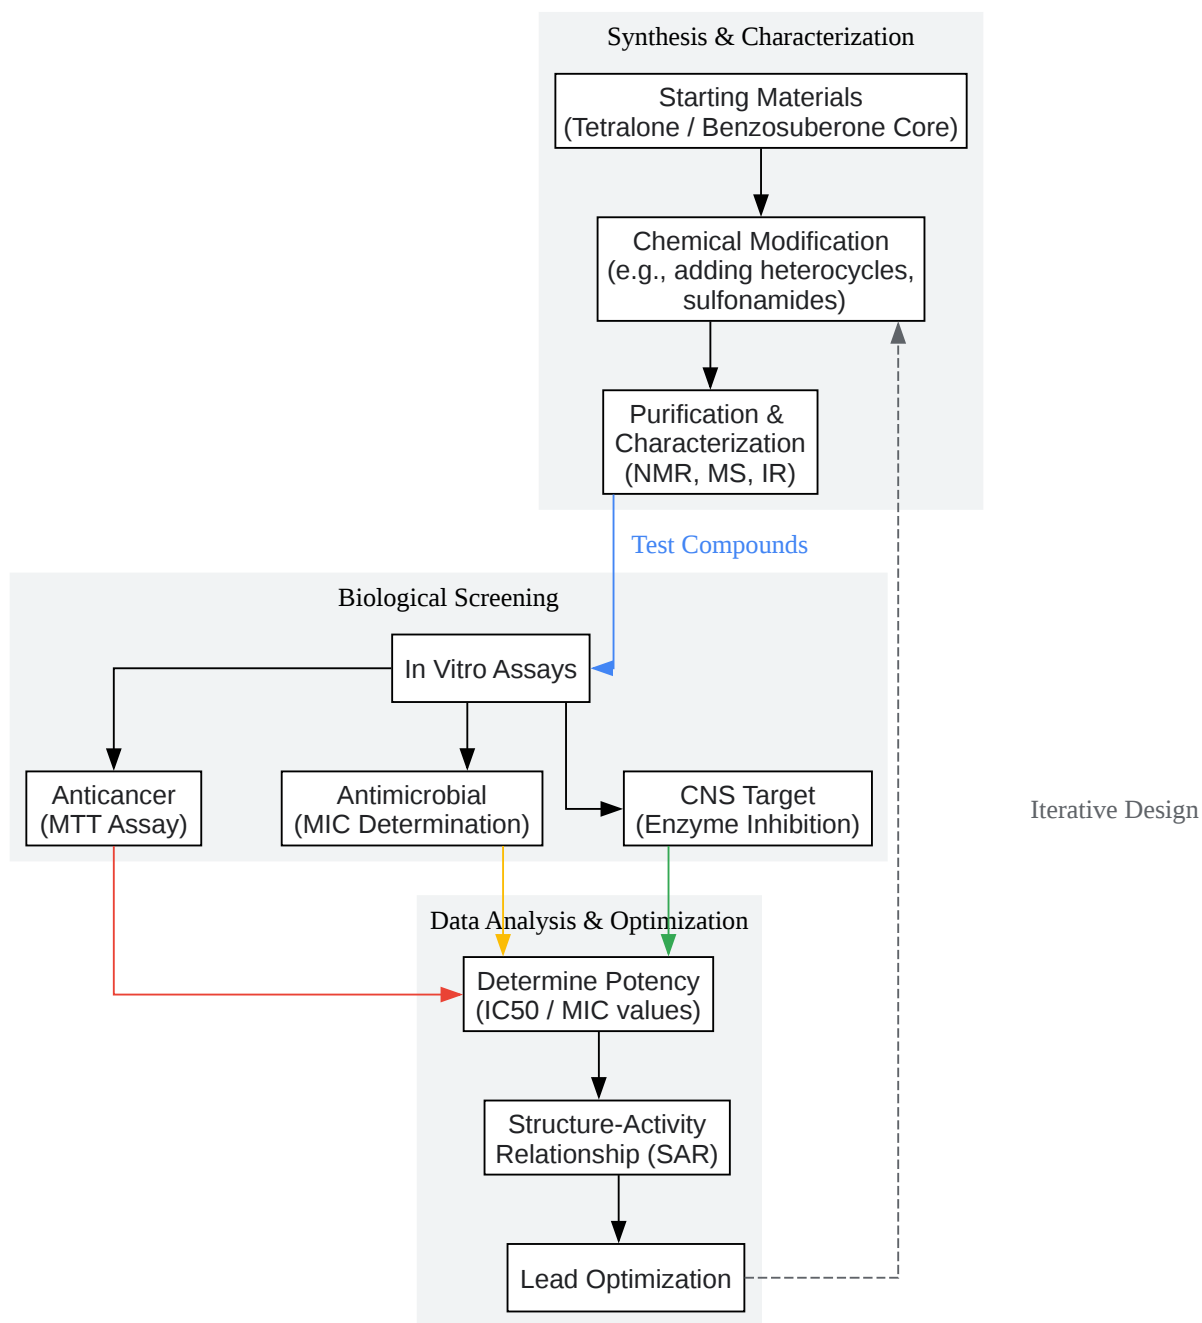 Synthesis & Characterization
Starting Materials
(Tetralone / Benzosuberone Core)
Chemical Modification
(e.g., adding heterocycles,
sulfonamides)
Purification &
Characterization
(NMR, MS, IR)
Test Compounds
Biological Screening
In Vitro Assays
Anticancer
(MTT Assay)
Antimicrobial
(MIC Determination)
CNS Target
(Enzyme Inhibition)
Iterative Design
Data Analysis & Optimization
Determine Potency
(IC50 / MIC values)
Structure-Activity
Relationship (SAR)
Lead Optimization